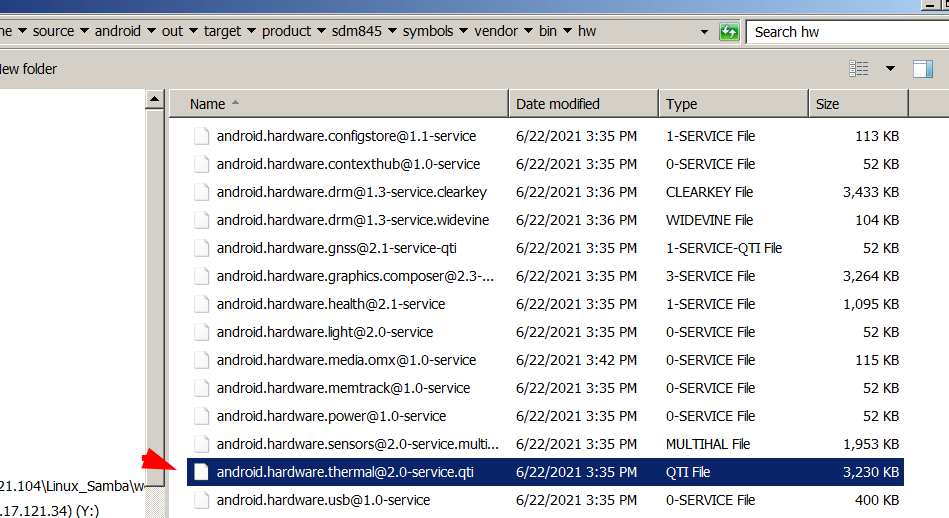 ne ▾ source ▾ android ▾ out ▾ target ▾ product ▾ sdm845 ▾ symbols ▾ vendor ▾ bin ▾ hw
Search hw
New folder
Name Date modified Type Size
android.hardware.configstore@1.1-service 6/22/2021 3:35 PM 1-SERVICE File 113 KB
android.hardware.contexthub@1.0-service 6/22/2021 3:35 PM 0-SERVICE File 52 KB
android.hardware.drm@1.3-service.clearkey 6/22/2021 3:36 PM CLEARKEY File 3,433 KB
android.hardware.drm@1.3-service.widevine 6/22/2021 3:36 PM WIDEVINE File 104 KB
android.hardware.gnss@2.1-service-qti 6/22/2021 3:35 PM 1-SERVICE-QTI File 52 KB
android.hardware.graphics.composer@2.3-... 6/22/2021 3:35 PM 3-SERVICE File 3,264 KB
android.hardware.health@2.1-service 6/22/2021 3:35 PM 1-SERVICE File 1,095 KB
android.hardware.light@2.0-service 6/22/2021 3:35 PM 0-SERVICE File 52 KB
android.hardware.media.omx@1.0-service 6/22/2021 3:42 PM 0-SERVICE File 115 KB
android.hardware.memtrack@1.0-service 6/22/2021 3:35 PM 0-SERVICE File 52 KB
android.hardware.power@1.0-service 6/22/2021 3:35 PM 0-SERVICE File 52 KB
android.hardware.sensors@2.0-service.multi... 6/22/2021 3:35 PM MULTIHAL File 1,953 KB
android.hardware.thermal@2.0-service.qti 6/22/2021 3:35 PM QTI File 3,230 KB
21.104\Linux_Samba\w
android.hardware.usb@1.0-service 6/22/2021 3:35 PM 0-SERVICE File 400 KB
.17.121.34) (Y:)